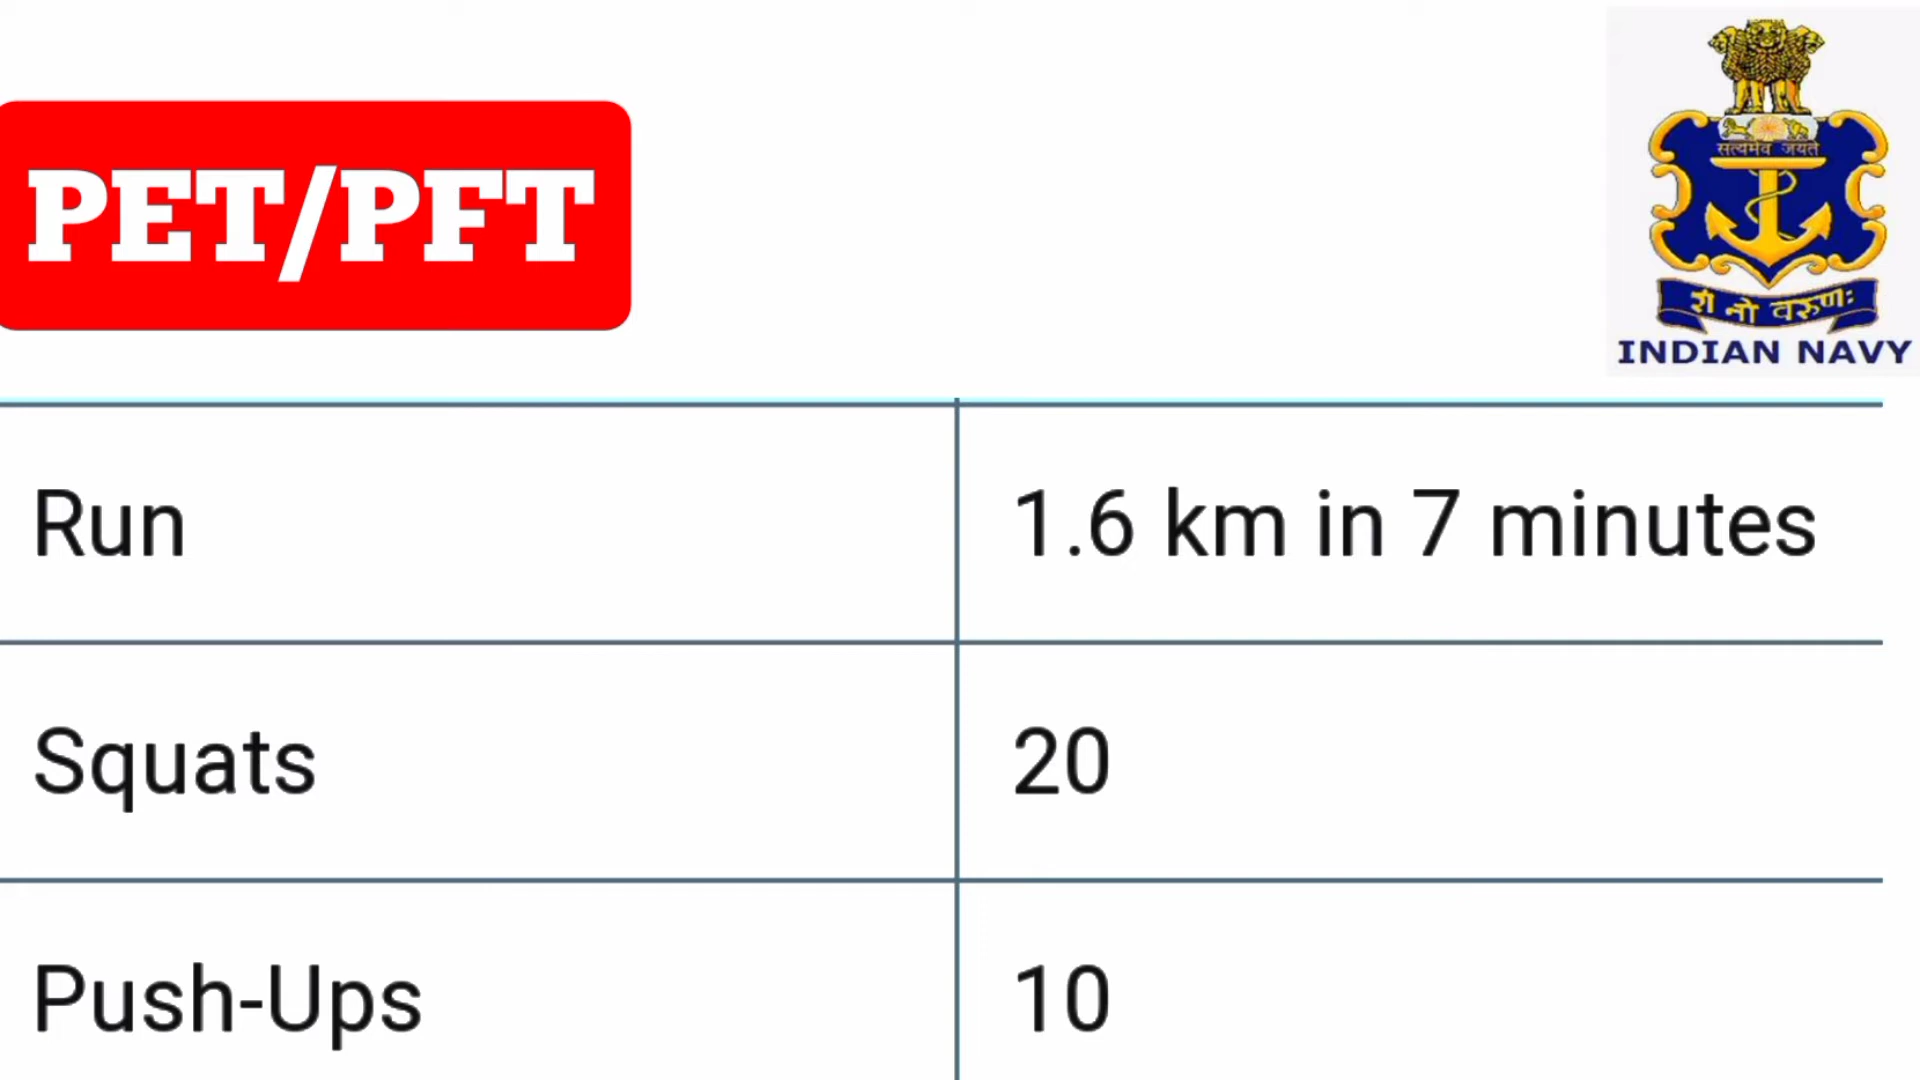 PET/PFT
सत्यमेव जयते
शं नो वरुणः
INDIAN NAVY
Run
1.6 km in 7 minutes
Squats
20
Push-Ups
10